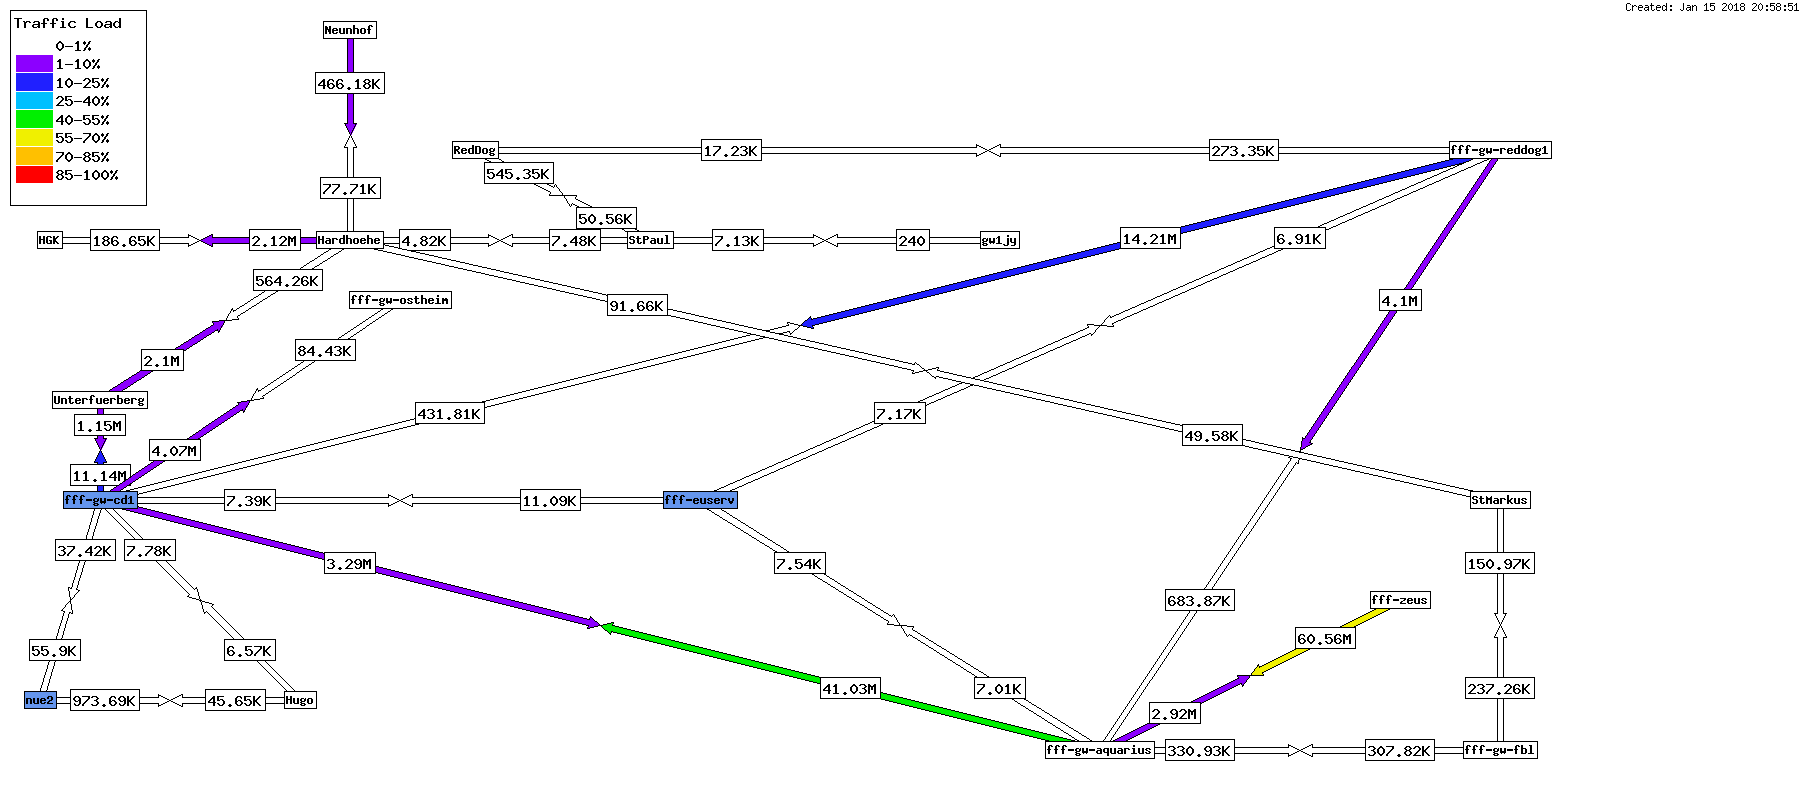 Created: Jan 15 2018 20:58:51
Traffic Load
0-1%
1-10%
10-25%
25-40%
40-55%
55-70%
70-85%
85-100%
Neunhof
466.18K
RedDog
17.23K
273.35K
fff-gw-reddog1
545.35K
77.71K
50.56K
HGK
186.65K
2.12M
Hardhoehe
4.82K
7.48K
StPaul
7.13K
240
gw1jy
14.21M
6.91K
564.26K
fff-gw-ostheim
91.66K
4.1M
84.43K
2.1M
Unterfuerberg
431.81K
7.17K
1.15M
49.58K
4.07M
11.14M
fff-gw-cd1
7.39K
11.09K
fff-euserv
StMarkus
37.42K
7.78K
3.29M
7.54K
150.97K
683.87K
fff-zeus
60.56M
55.9K
6.57K
41.03M
7.01K
237.26K
nue2
973.69K
45.65K
Hugo
2.92M
fff-gw-aquarius
330.93K
307.82K
fff-gw-fbl